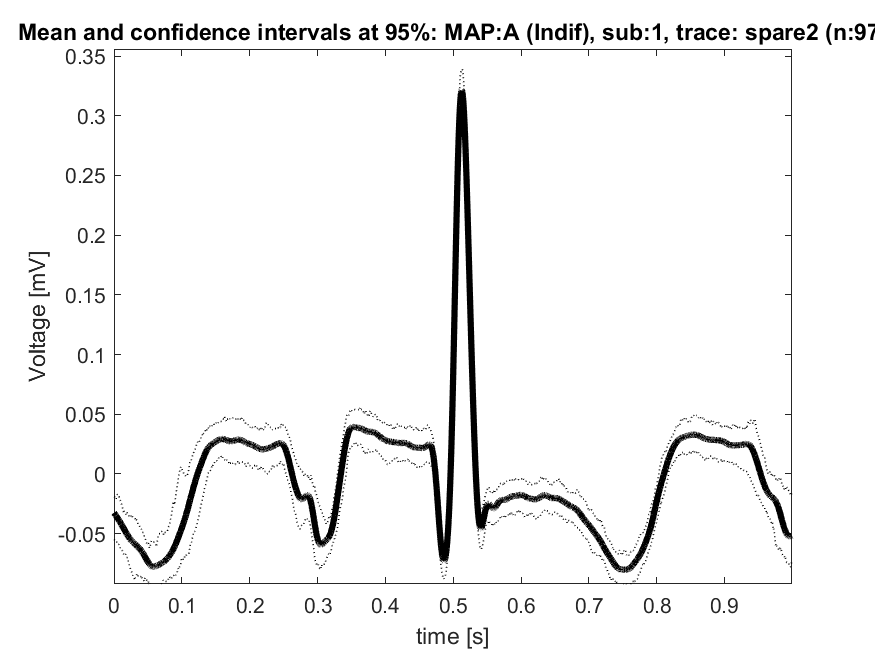 Mean and confidence intervals at 95%: MAP:A (Indif), sub:1, trace: spare2 (n:97
0.35
0.3
0.25
0.2
0.15
0.1
0.05
0
-0.05
Voltage [mV]
0 0.1 0.2 0.3 0.4 0.5 0.6 0.7 0.8 0.9
time [s]